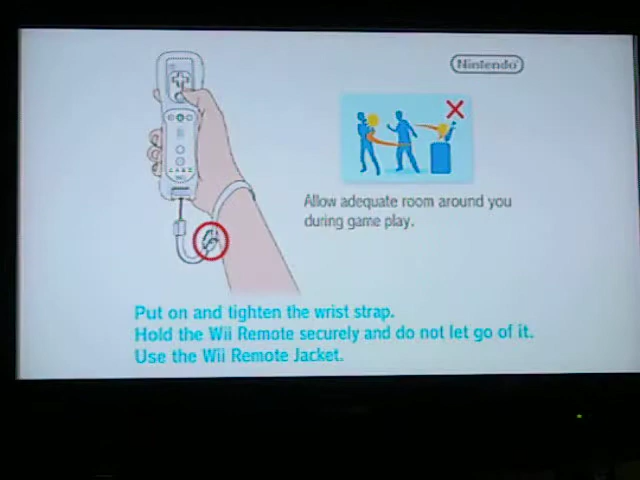 Nintendo
Allow adequate room around you
during game play.
Put on and tighten the wrist strap.
Hold the Wii Remote securely and do not let go of it.
Use the Wii Remote Jacket.